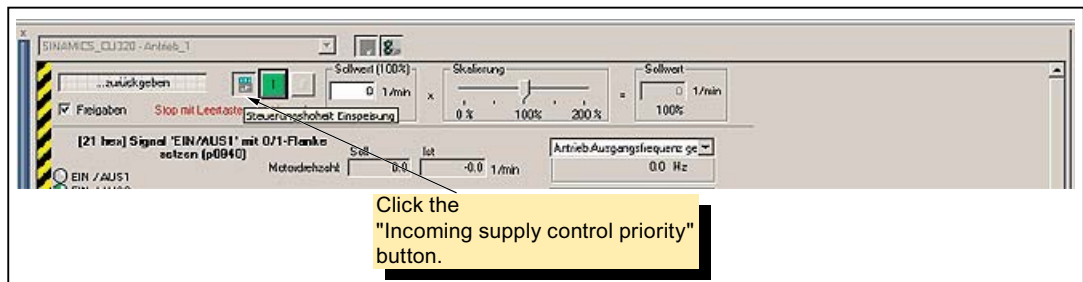 x
SINAMICS_CU320 - Antrieb_1
...zurückgeben
Sollwert (100%)
0 1/min
x
Skalierung
0 % 100% 200 %
=
Sollwert
0 1/min
100%
Freigaben
Stop mit Leertaste
Steuerungshoheit Einspeisung
[21 hex] Signal 'EIN/AUS1' mit 0/1-Flanke
setzen (p0840)
Soll Ist
Motordrehzahl 0.0 -0.0 1/min
Antrieb.Ausgangsfrequenz ge
0.0 Hz
EIN / AUS1
Click the
"Incoming supply control priority"
button.